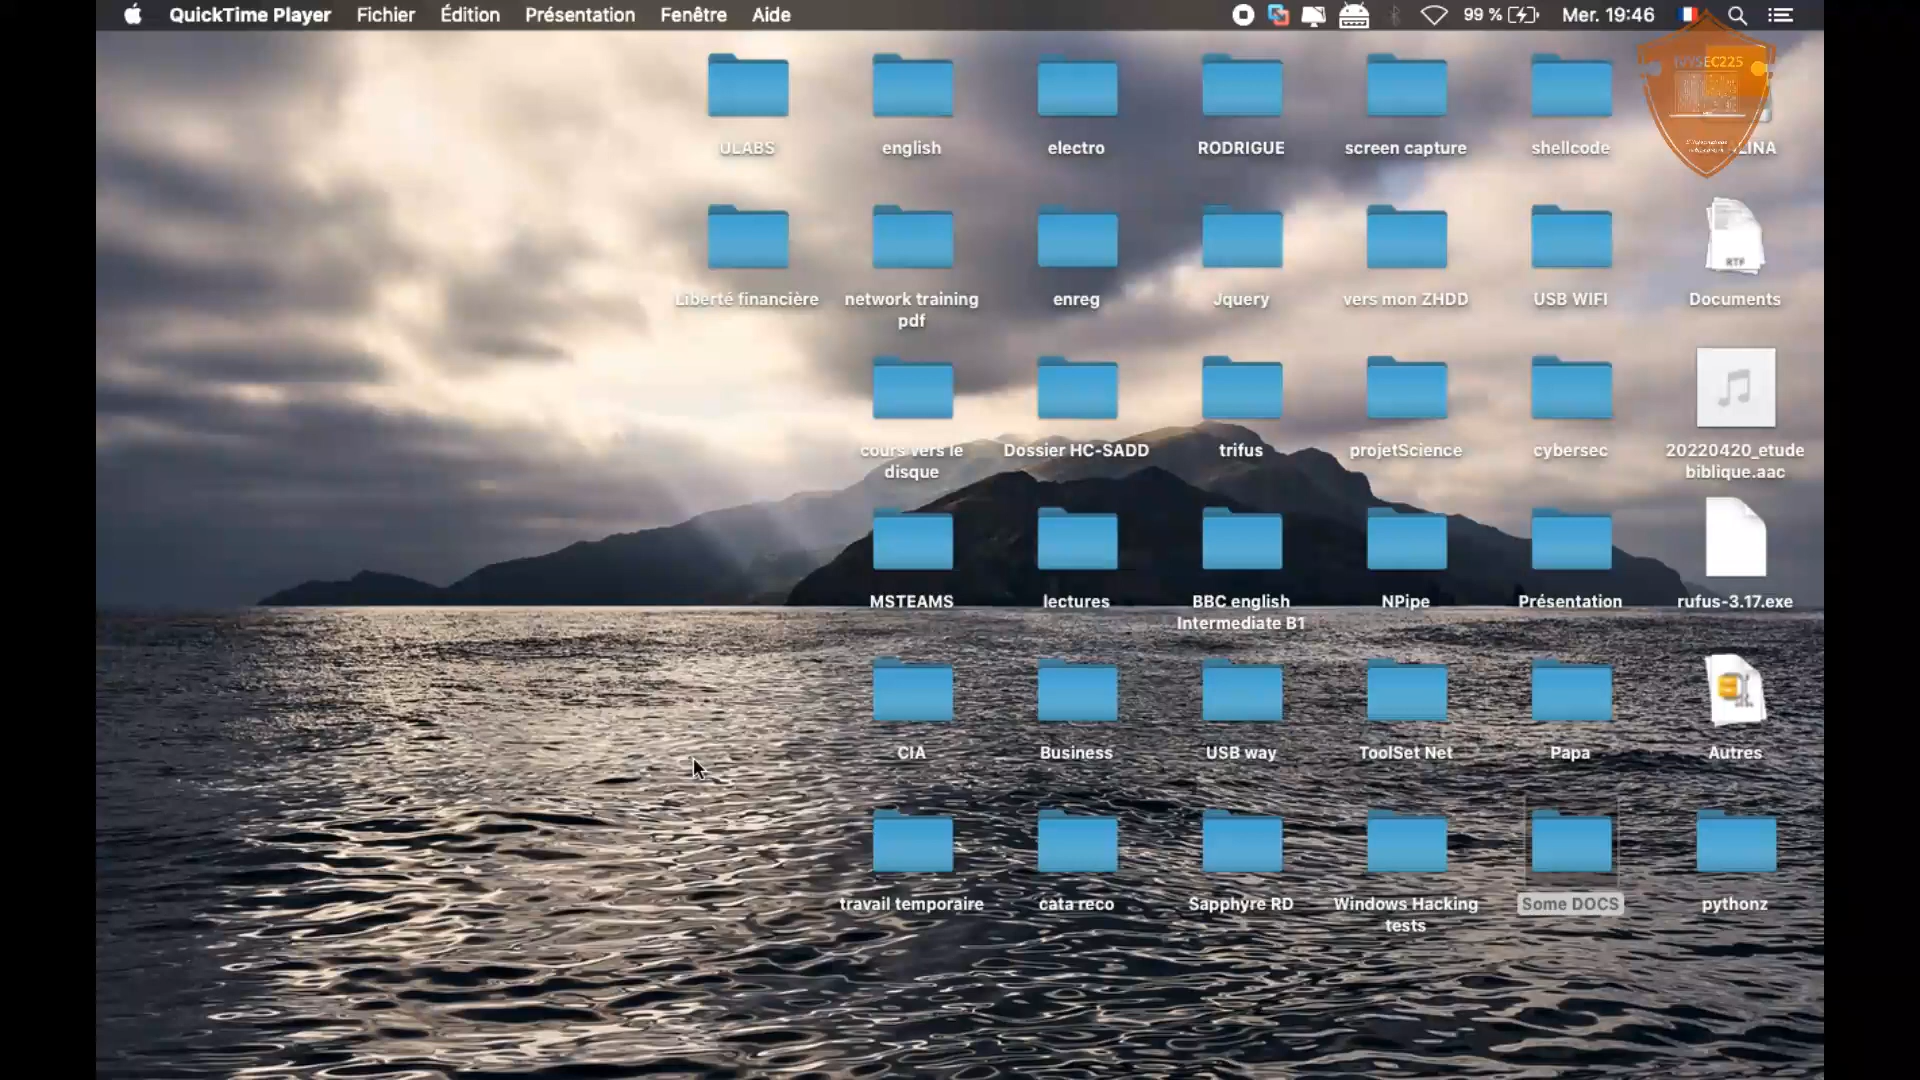 QuickTime Player Fichier Édition Présentation Fenêtre Aide 99 % Mer. 19:46
IVYSEC225
ULABS english electro RODRIGUE screen capture shellcode LINA
Liberté financière network training pdf enreg Jquery vers mon ZHDD USB WIFI Documents
RTF
cours vers le disque Dossier HC-SADD trifus projetScience cybersec 20220420_etude biblique.aac
MSTEAMS lectures BBC english Intermediate B1 NPipe Présentation rufus-3.17.exe
CIA Business USB way ToolSet Net Papa Autres
travail temporaire cata reco Sapphyre RD Windows Hacking tests Some DOCS pythonz